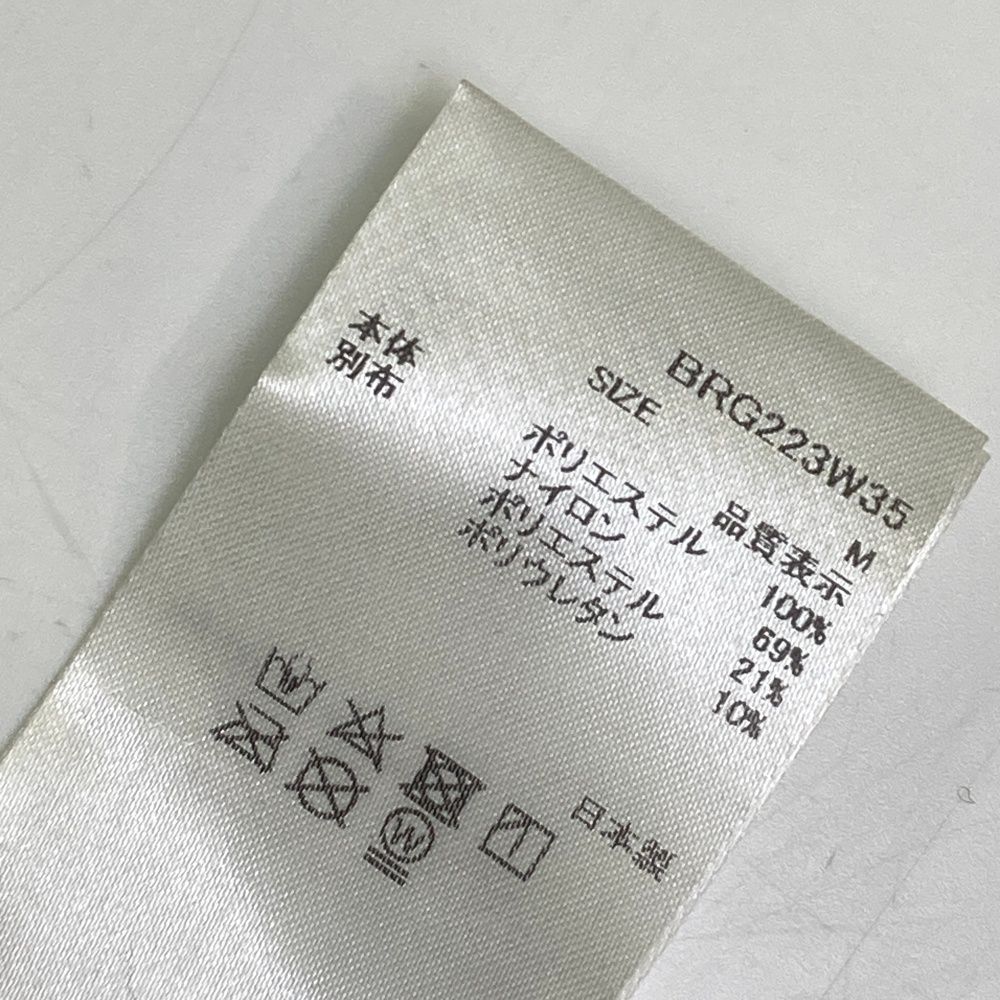 BRG223W35
SIZE M
品質表示
本体 ポリエステル 100%
別布 ナイロン 69%
ポリエステル 21%
ポリウレタン 10%
日本製
W